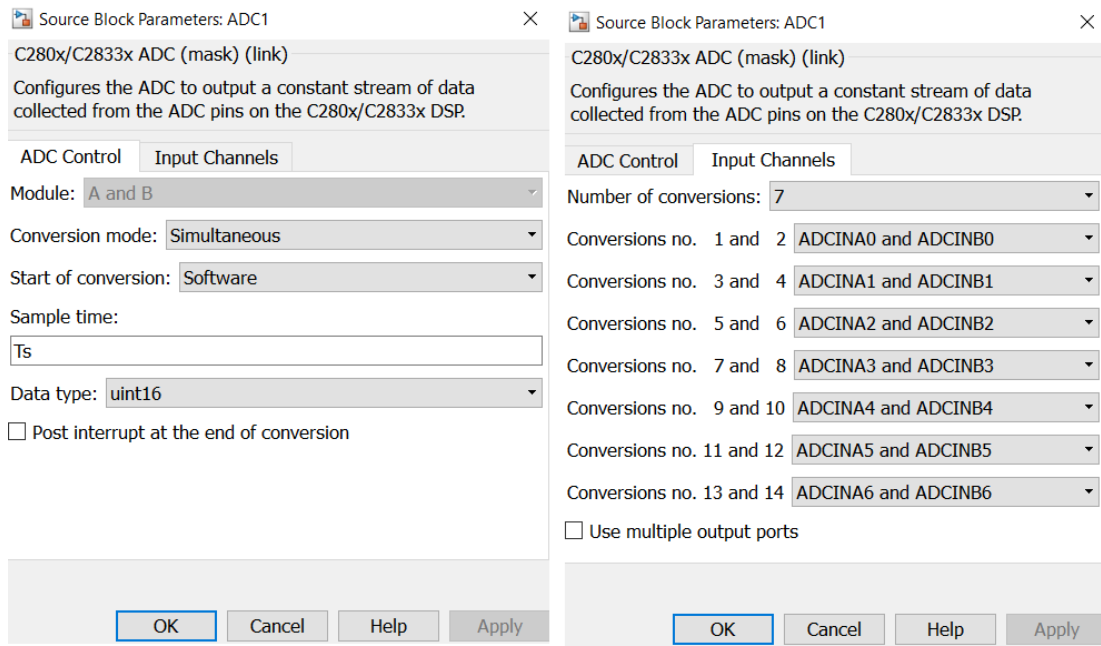 Source Block Parameters: ADC1
C280x/C2833x ADC (mask) (link)
Configures the ADC to output a constant stream of data
collected from the ADC pins on the C280x/C2833x DSP.
ADC Control Input Channels
Module: A and B
Conversion mode: Simultaneous
Start of conversion: Software
Sample time:
Ts
Data type: uint16
Post interrupt at the end of conversion
OK Cancel Help Apply
Source Block Parameters: ADC1
C280x/C2833x ADC (mask) (link)
Configures the ADC to output a constant stream of data
collected from the ADC pins on the C280x/C2833x DSP.
ADC Control Input Channels
Number of conversions: 7
Conversions no. 1 and 2 ADCINA0 and ADCINB0
Conversions no. 3 and 4 ADCINA1 and ADCINB1
Conversions no. 5 and 6 ADCINA2 and ADCINB2
Conversions no. 7 and 8 ADCINA3 and ADCINB3
Conversions no. 9 and 10 ADCINA4 and ADCINB4
Conversions no. 11 and 12 ADCINA5 and ADCINB5
Conversions no. 13 and 14 ADCINA6 and ADCINB6
Use multiple output ports
OK Cancel Help Apply